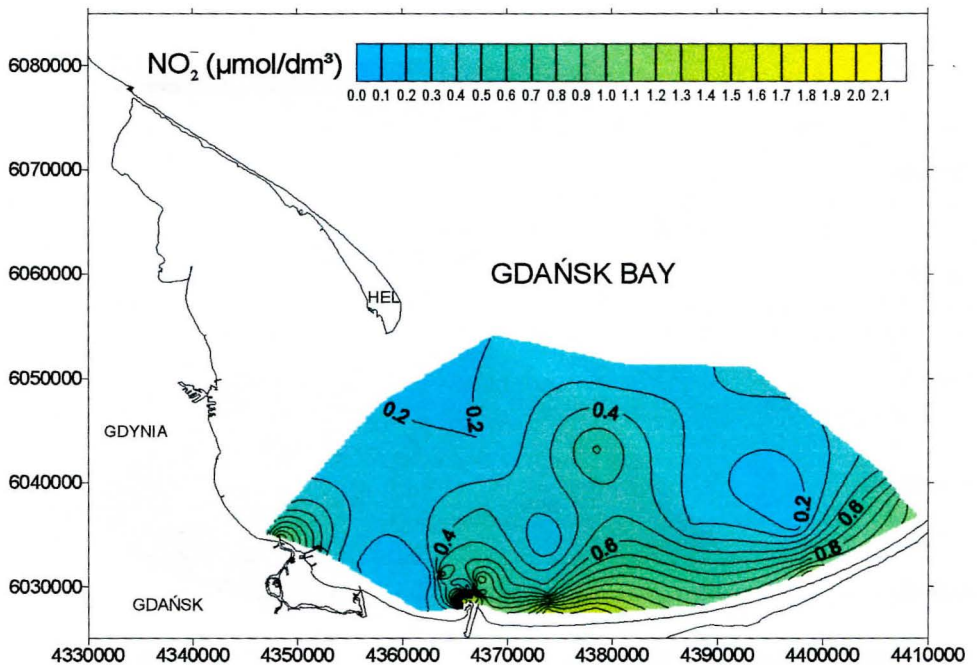 NO₂⁻ (µmol/dm³)
0.0 0.1 0.2 0.3 0.4 0.5 0.6 0.7 0.8 0.9 1.0 1.1 1.2 1.3 1.4 1.5 1.6 1.7 1.8 1.9 2.0 2.1
6080000
6070000
6060000
GDAŃSK BAY
HEL
6050000
0.2
0.2
0.4
GDYNIA
6040000
0.2
0.6
0.4
0.6
0.8
6030000
GDAŃSK
4330000 4340000 4350000 4360000 4370000 4380000 4390000 4400000 4410000